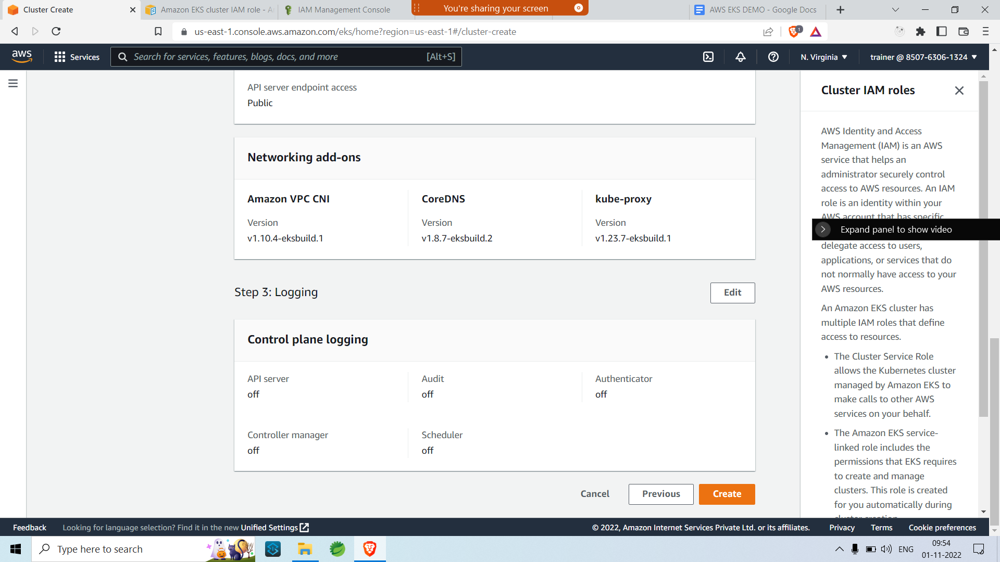 Cluster Create
Amazon EKS cluster IAM role - A
IAM Management Console
You're sharing your screen
AWS EKS DEMO - Google Docs
us-east-1.console.aws.amazon.com/eks/home?region=us-east-1#/cluster-create
1
aws
Services
Search for services, features, blogs, docs, and more
[Alt+S]
N. Virginia
trainer @ 8507-6306-1324
API server endpoint access
Public
Networking add-ons
Amazon VPC CNI
CoreDNS
kube-proxy
Version
Version
Version
v1.10.4-eksbuild.1
v1.8.7-eksbuild.2
v1.23.7-eksbuild.1
Step 3: Logging
Edit
Control plane logging
API server
Audit
Authenticator
off
off
off
Controller manager
Scheduler
off
off
Cancel
Previous
Create
Cluster IAM roles
AWS Identity and Access
Management (IAM) is an AWS
service that helps an
administrator securely control
access to AWS resources. An IAM
role is an identity within your
AWS account that has specific
Expand panel to show video
delegate access to users,
applications, or services that do
not normally have access to your
AWS resources.
An Amazon EKS cluster has
multiple IAM roles that define
access to resources.
• The Cluster Service Role
allows the Kubernetes cluster
managed by Amazon EKS to
make calls to other AWS
services on your behalf.
• The Amazon EKS service-
linked role includes the
permissions that EKS requires
to create and manage
clusters. This role is created
for you automatically during
cluster creation
Feedback
Looking for language selection? Find it in the new Unified Settings
© 2022, Amazon Internet Services Private Ltd. or its affiliates.
Privacy
Terms
Cookie preferences
Type here to search
ENG
09:54
01-11-2022